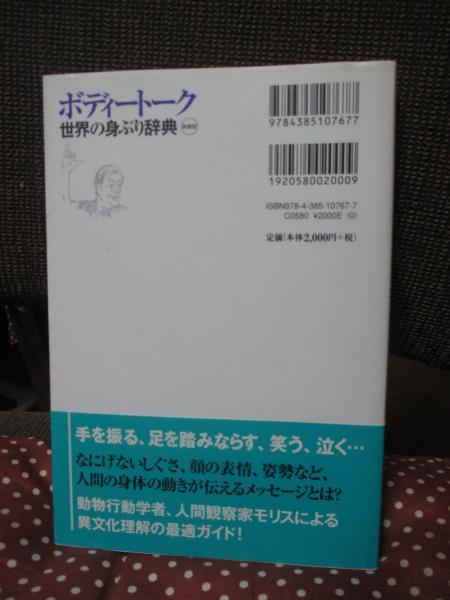 ボディートーク
世界の身ぶり辞典 新装版
9784385107677
1920580020009
ISBN978-4-385-10767-7
C0580 ¥2000E (0)
定価(本体2,000円+税)
手を振る、足を踏みならす、笑う、泣く…
なにげないしぐさ、顔の表情、姿勢など、
人間の身体の動きが伝えるメッセージとは?
動物行動学者、人間観察家モリスによる
異文化理解の最適ガイド!